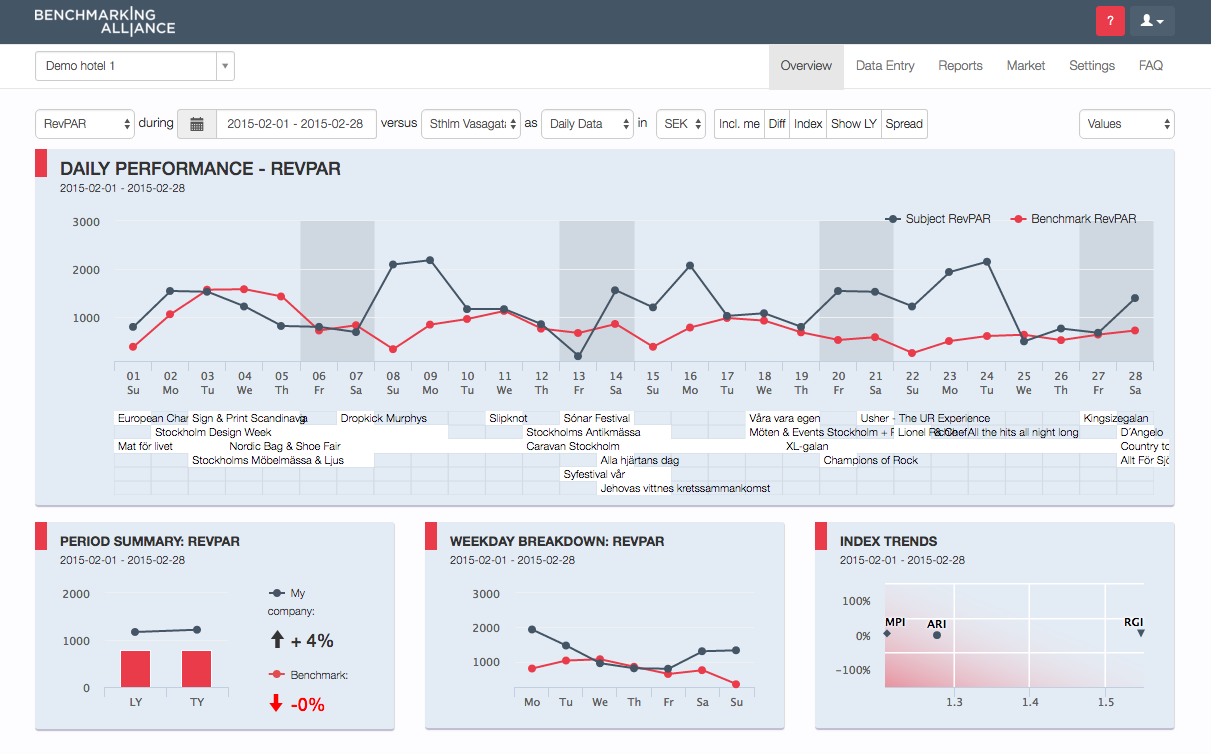 BENCHMARKING
ALLIANCE
?
Demo hotel 1
Overview Data Entry Reports Market Settings FAQ
RevPAR during 2015-02-01 - 2015-02-28 versus Sthlm Vasagata as Daily Data in SEK Incl. me Diff Index Show LY Spread Values
DAILY PERFORMANCE - REVPAR
2015-02-01 - 2015-02-28
Subject RevPAR Benchmark RevPAR
3000
2000
1000
01 02 03 04 05 06 07 08 09 10 11 12 13 14 15 16 17 18 19 20 21 22 23 24 25 26 27 28
Su Mo Tu We Th Fr Sa Su Mo Tu We Th Fr Sa Su Mo Tu We Th Fr Sa Su Mo Tu We Th Fr Sa
European Char Sign & Print Scandinavia Dropkick Murphys Slipknot Sónar Festival Våra vara egen Usher - The UR Experience Kingsizegalan
Stockholm Design Week Stockholms Antikmässa Möten & Events Stockholm + F Lionel Richie - All the hits all night long D'Angelo
Mat för livet Nordic Bag & Shoe Fair Caravan Stockholm XL-galan Country to
Stockholms Möbelmässa & Ljus Alla hjärtans dag Champions of Rock Allt För Sjö
Syfestival vår
Jehovas vittnes kretssammankomst
PERIOD SUMMARY: REVPAR
2015-02-01 - 2015-02-28
2000
1000
0
LY TY
My
company:
+ 4%
Benchmark:
-0%
WEEKDAY BREAKDOWN: REVPAR
2015-02-01 - 2015-02-28
3000
2000
1000
Mo Tu We Th Fr Sa Su
INDEX TRENDS
2015-02-01 - 2015-02-28
100%
0%
-100%
MPI ARI RGI
1.3 1.4 1.5